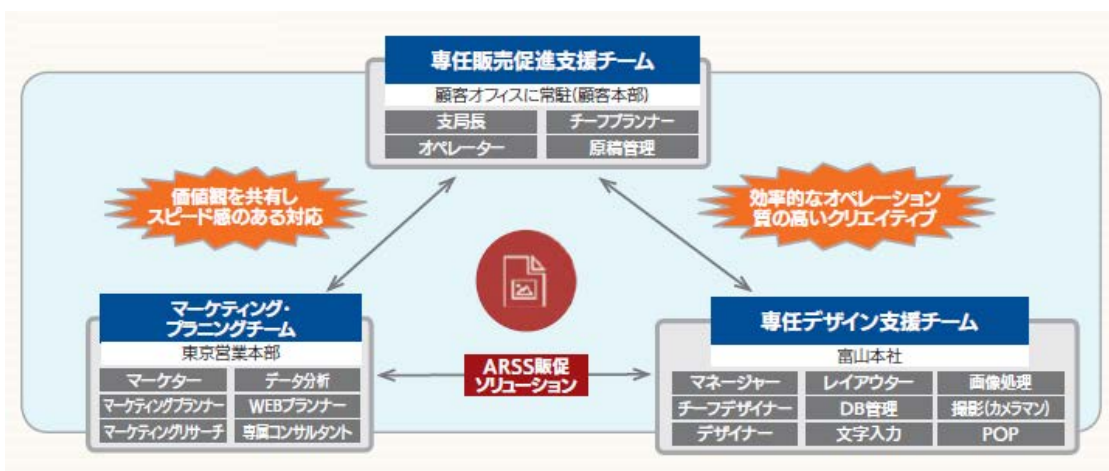 専任販売促進支援チーム
顧客オフィスに常駐(顧客本部)
支局長
チーフプランナー
オペレーター
原稿管理
価値観を共有し
スピード感のある対応
効率的なオペレーション
質の高いクリエイティブ
マーケティング・
プラニングチーム
東京営業本部
マーケター
データ分析
マーケティングプランナー
WEBプランナー
マーケティングリサーチ
専属コンサルタント
ARSS販促
ソリューション
専任デザイン支援チーム
富山本社
マネージャー
レイアウター
画像処理
チーフデザイナー
DB管理
撮影(カメラマン)
デザイナー
文字入力
POP